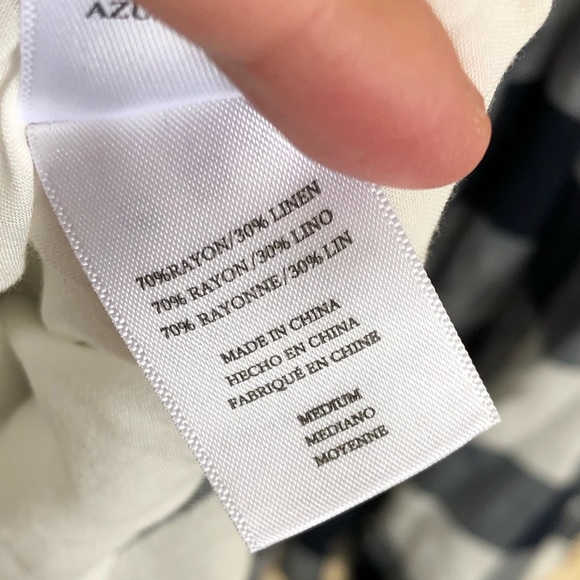 70%RAYON/30% LINEN
70% RAYON/30% LINO
70% RAYONNE/30% LIN
MADE IN CHINA
HECHO EN CHINA
FABRIQUÉ EN CHINE
MEDIUM
MEDIANO
MOYENNE